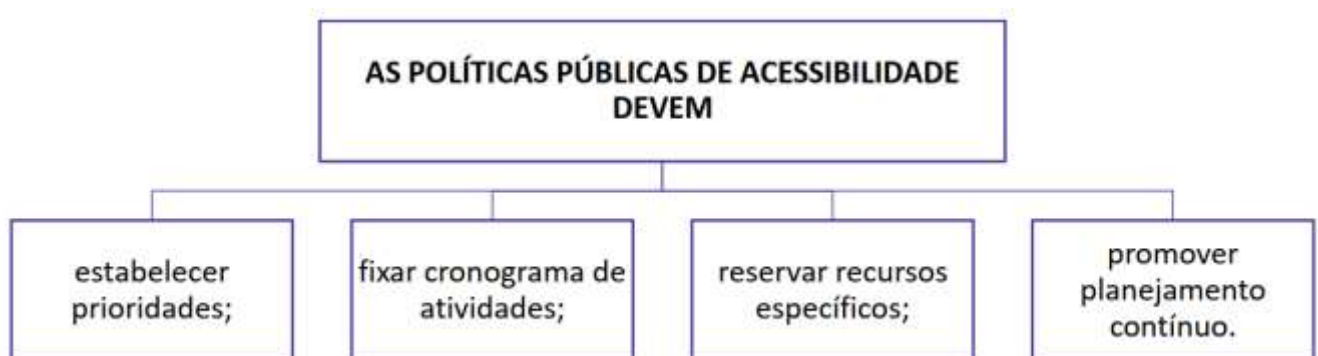 AS POLÍTICAS PÚBLICAS DE ACESSIBILIDADE
DEVEM
estabelecer
prioridades;
fixar cronograma de
atividades;
reservar recursos
específicos;
promover
planejamento
contínuo.